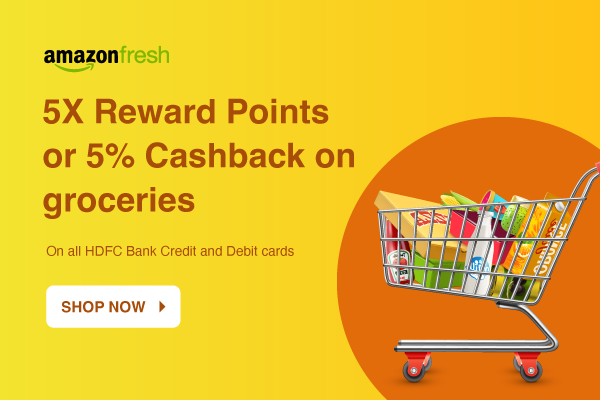 amazonfresh
5X Reward Points
or 5% Cashback on
groceries
On all HDFC Bank Credit and Debit cards
SHOP NOW